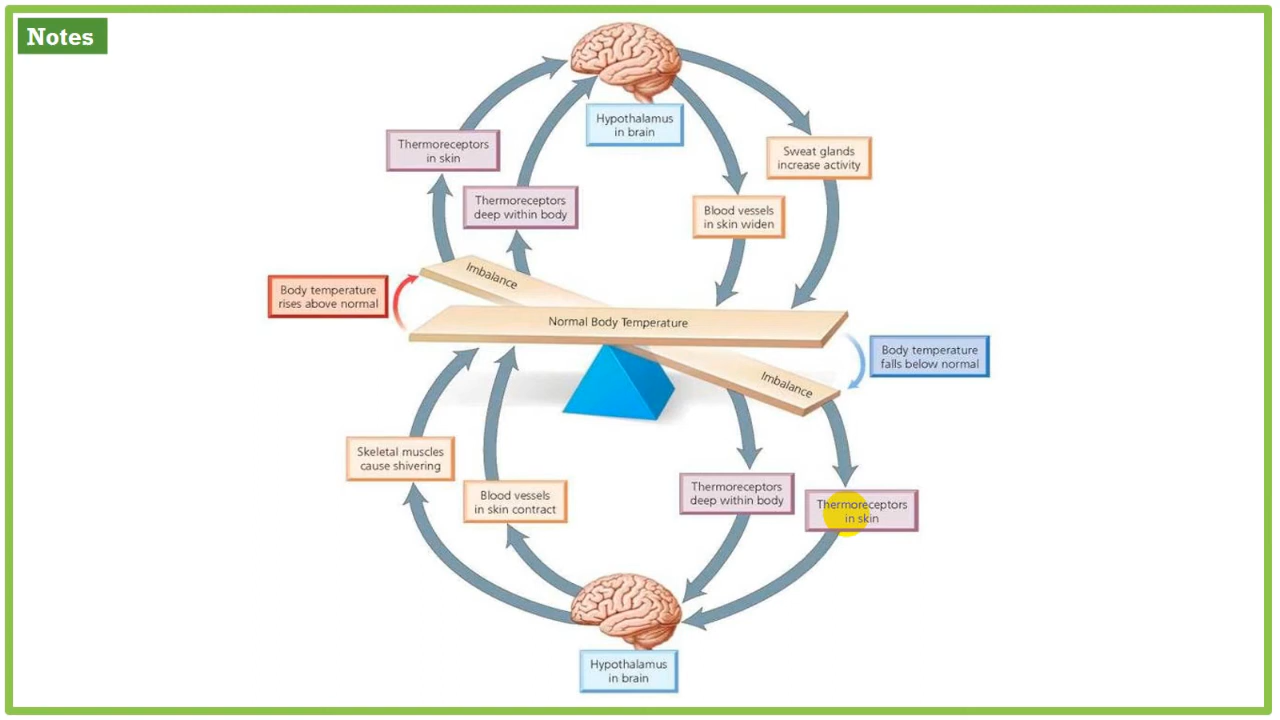 Notes
Hypothalamus
in brain
Thermoreceptors
in skin
Sweat glands
increase activity
Thermoreceptors
deep within body
Blood vessels
in skin widen
Imbalance
Body temperature
rises above normal
Normal Body Temperature
Body temperature
falls below normal
Imbalance
Skeletal muscles
cause shivering
Blood vessels
in skin contract
Thermoreceptors
deep within body
Thermoreceptors
in skin
Hypothalamus
in brain